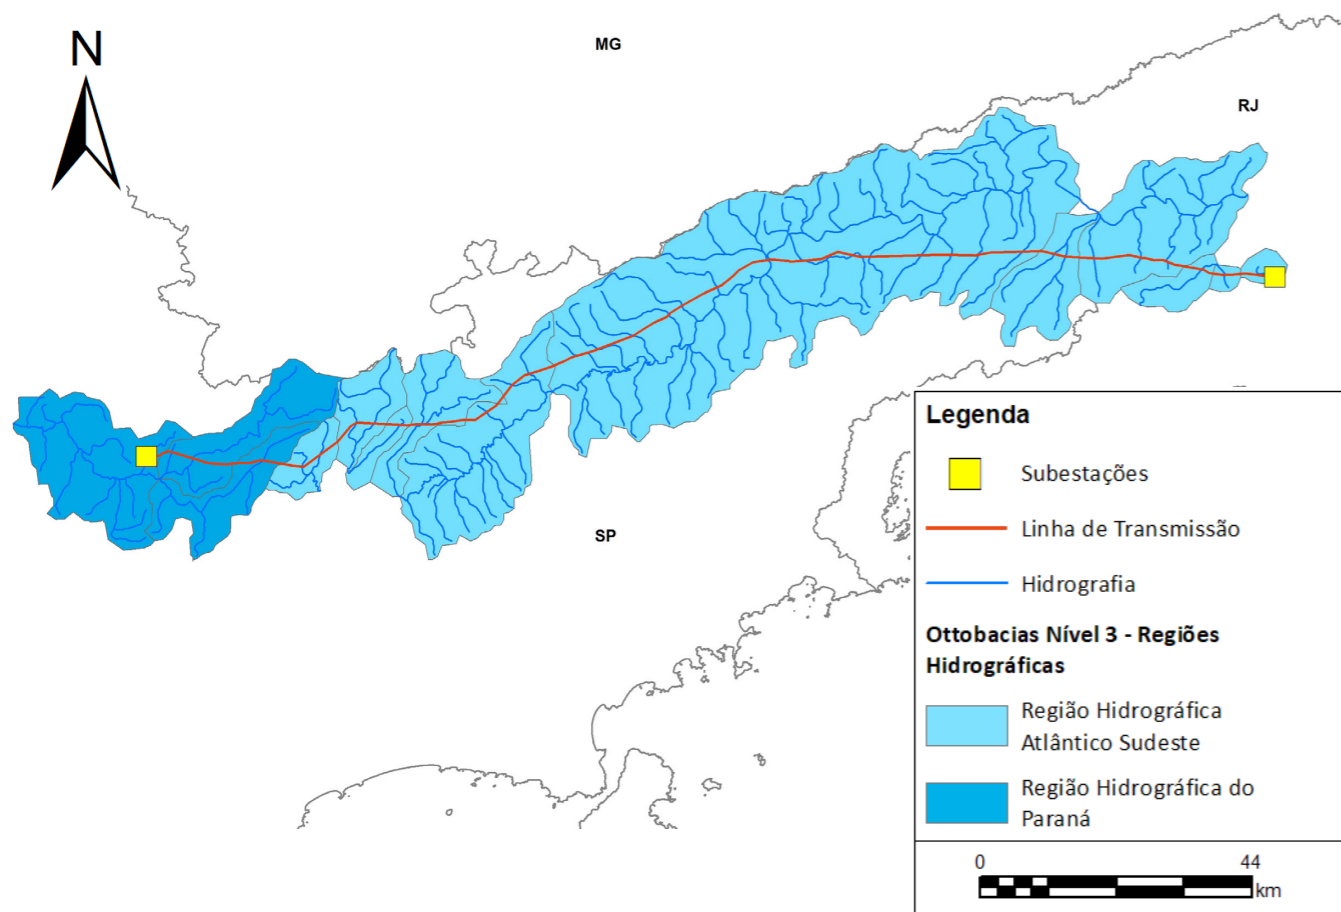 N
MG
RJ
SP
Legenda
Subestações
Linha de Transmissão
Hidrografia
Ottobacias Nível 3 - Regiões
Hidrográficas
Região Hidrográfica
Atlântico Sudeste
Região Hidrográfica do
Paraná
0 44
km